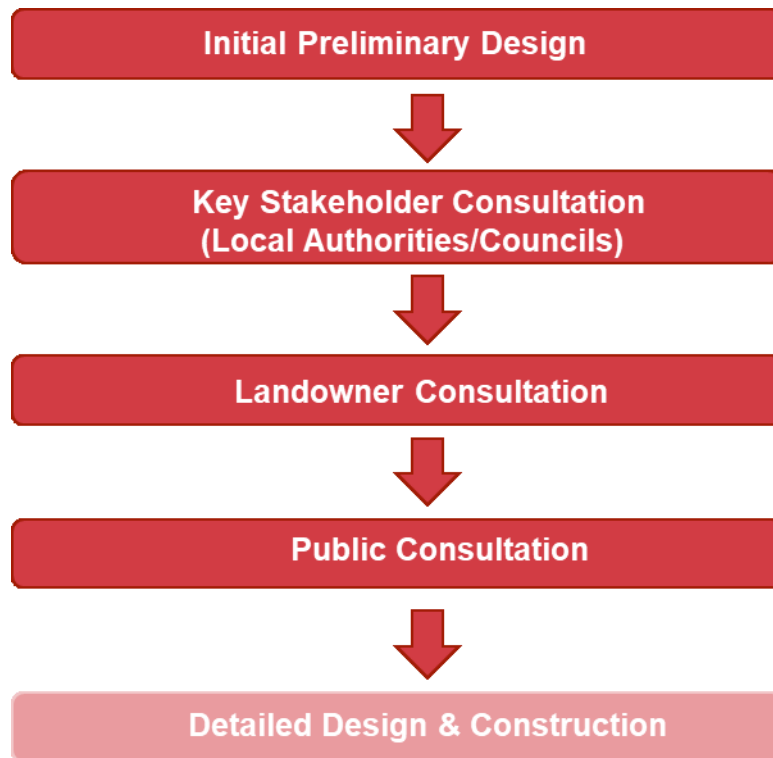 Initial Preliminary Design
Key Stakeholder Consultation
(Local Authorities/Councils)
Landowner Consultation
Public Consultation
Detailed Design & Construction